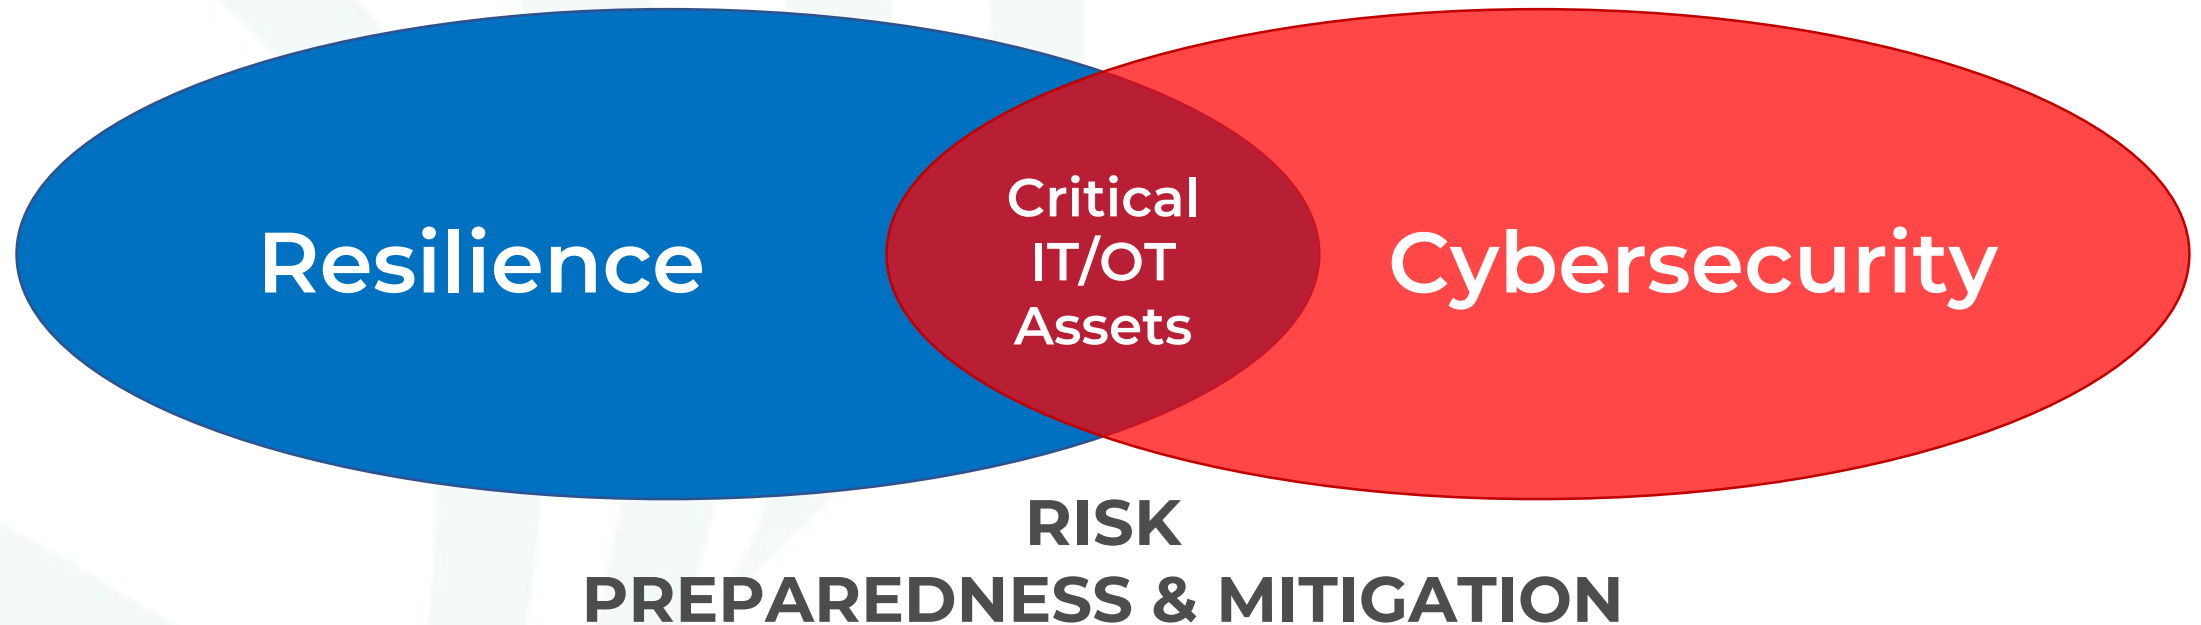 Resilience
Critical
IT/OT
Assets
Cybersecurity
RISK
PREPAREDNESS & MITIGATION